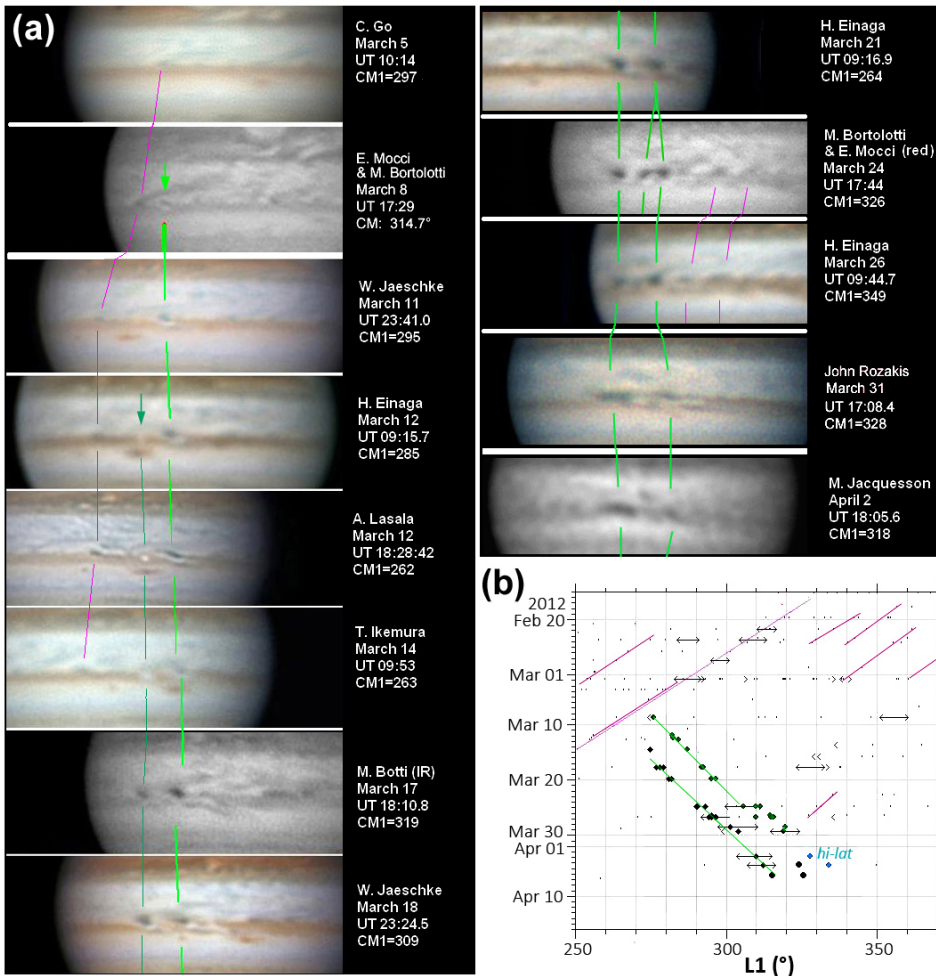 (a)
C. Go
March 5
UT 10:14
CM1=297
E. Mocci
& M. Bortolotti
March 8
UT 17:29
CM: 314.7°
W. Jaeschke
March 11
UT 23:41.0
CM1=295
H. Einaga
March 12
UT 09:15.7
CM1=285
A. Lasala
March 12
UT 18:28:42
CM1=262
T. Ikemura
March 14
UT 09:53
CM1=263
M. Botti (IR)
March 17
UT 18:10.8
CM1=319
W. Jaeschke
March 18
UT 23:24.5
CM1=309
H. Einaga
March 21
UT 09:16.9
CM1=264
M. Bortolotti
& E. Mocci (red)
March 24
UT 17:44
CM1=326
H. Einaga
March 26
UT 09:44.7
CM1=349
John Rozakis
March 31
UT 17:08.4
CM1=328
M. Jacquesson
April 2
UT 18:05.6
CM1=318
(b)
2012
Feb 20
Mar 01
Mar 10
Mar 20
Mar 30
Apr 01
Apr 10
hi-lat
250
300
350
L1 (°)